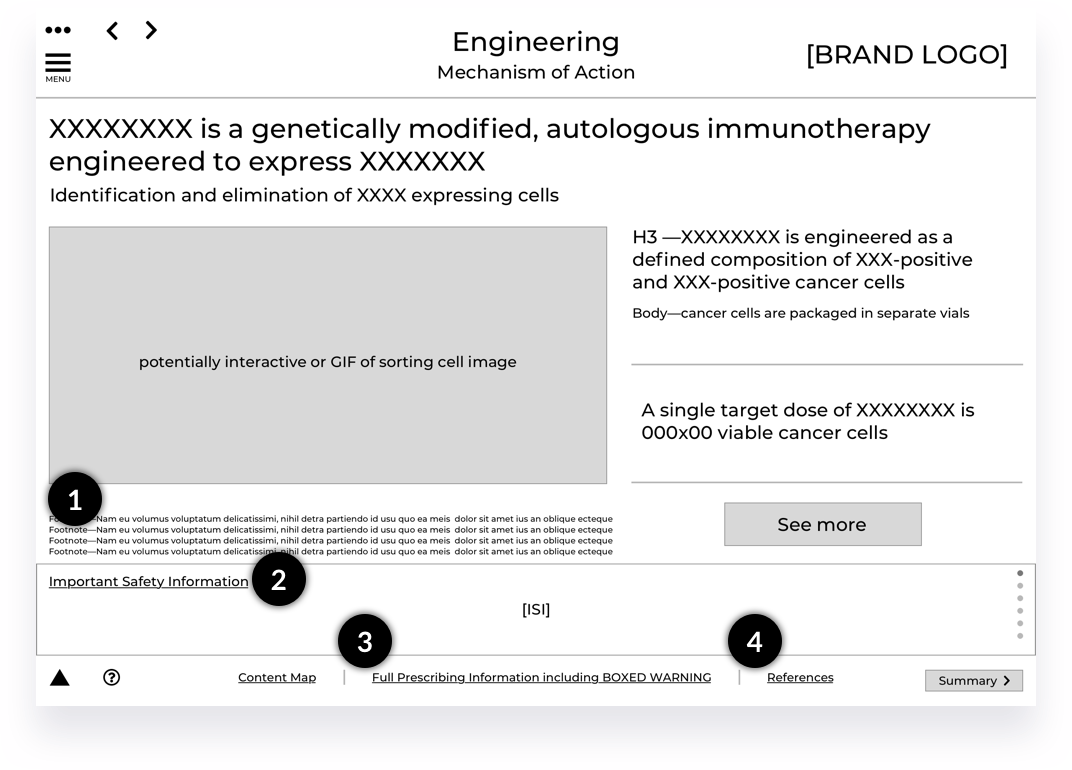 MENU
Engineering
Mechanism of Action
[BRAND LOGO]
XXXXXXXX is a genetically modified, autologous immunotherapy
engineered to express XXXXXXX
Identification and elimination of XXXX expressing cells
potentially interactive or GIF of sorting cell image
H3 —XXXXXXXX is engineered as a
defined composition of XXX-positive
and XXX-positive cancer cells
Body—cancer cells are packaged in separate vials
A single target dose of XXXXXXXX is
000x00 viable cancer cells
See more
1
—Nam eu volumus voluptatum delicatissimi, nihil detra partiendo id usu quo ea meis dolor sit amet ius an oblique ecteque
Footnote—Nam eu volumus voluptatum delicatissimi, nihil detra partiendo id usu quo ea meis dolor sit amet ius an oblique ecteque
Footnote—Nam eu volumus voluptatum delicatissimi, nihil detra partiendo id usu quo ea meis dolor sit amet ius an oblique ecteque
Footnote—Nam eu volumus voluptatum delicatissimi, nihil detra partiendo id usu quo ea meis dolor sit amet ius an oblique ecteque
Important Safety Information
2
[ISI]
3
4
?
Content Map
Full Prescribing Information including BOXED WARNING
References
Summary